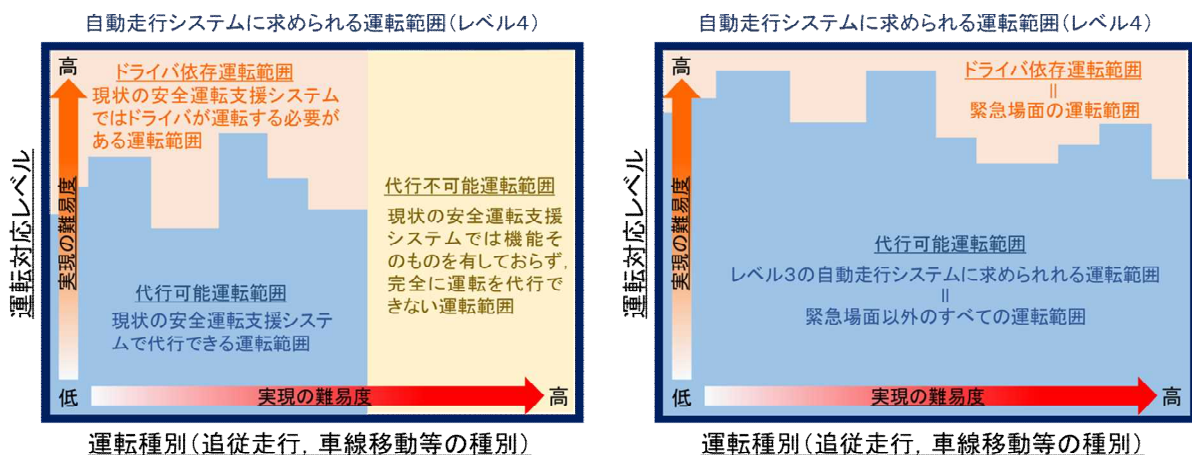 自動走行システムに求められる運転範囲(レベル4)
高
ドライバ依存運転範囲
現状の安全運転支援システム
ではドライバが運転する必要が
ある運転範囲
代行不可能運転範囲
現状の安全運転支援
システムでは機能そ
のものを有しておらず,
完全に運転を代行で
きない運転範囲
代行可能運転範囲
現状の安全運転支援システ
ムで代行できる運転範囲
運転対応レベル
実現の難易度
低
実現の難易度
高
運転種別(追従走行, 車線移動等の種別)
自動走行システムに求められる運転範囲(レベル4)
高
ドライバ依存運転範囲
=
緊急場面の運転範囲
代行可能運転範囲
レベル3の自動走行システムに求められれる運転範囲
=
緊急場面以外のすべての運転範囲
運転対応レベル
実現の難易度
低
実現の難易度
高
運転種別(追従走行, 車線移動等の種別)